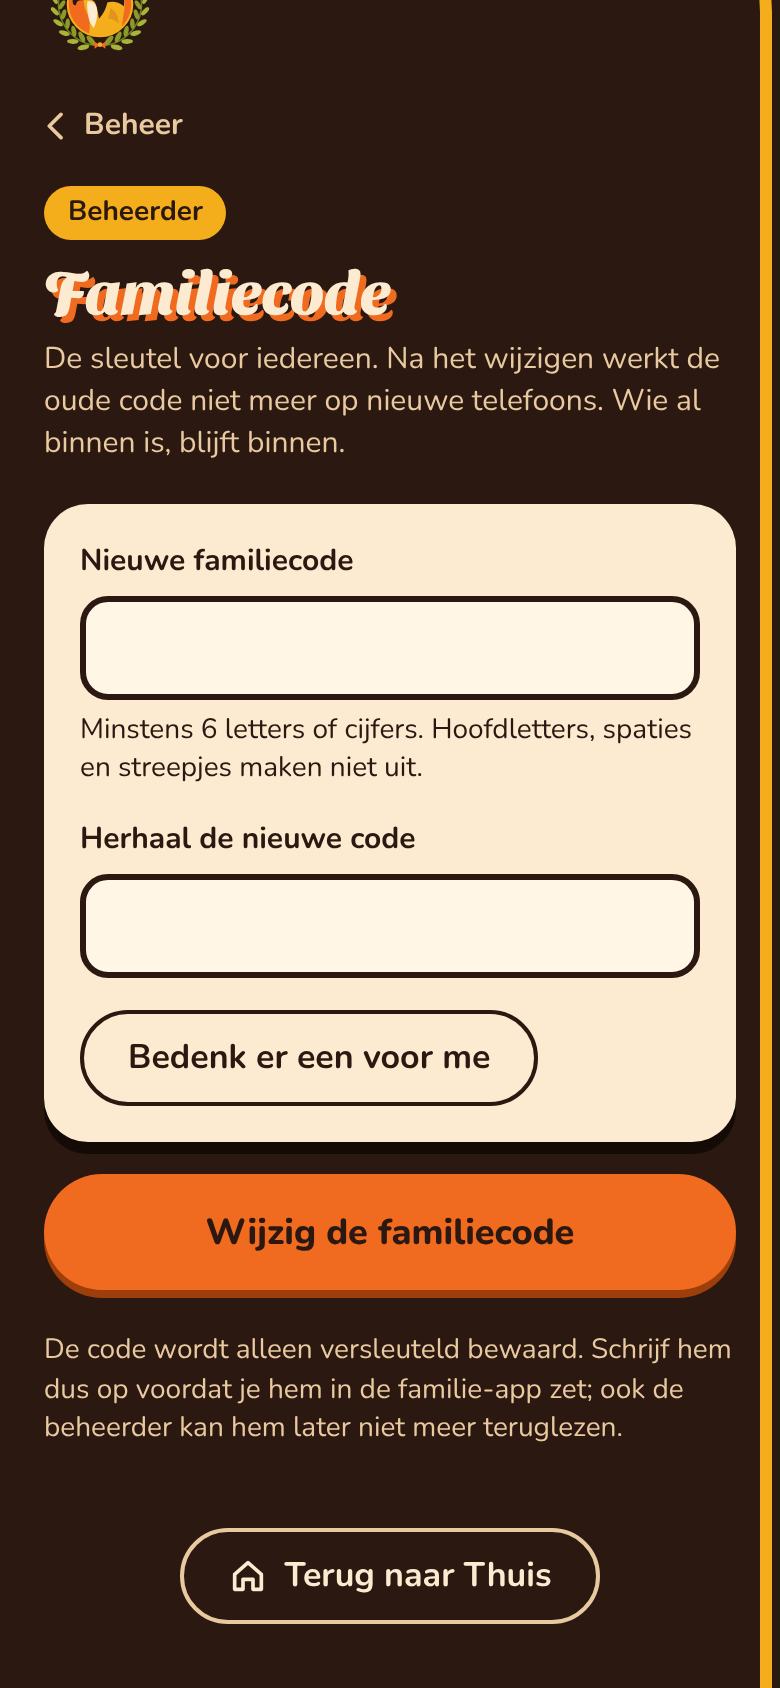 Beheer
Beheerder
Familiecode
De sleutel voor iedereen. Na het wijzigen werkt de
oude code niet meer op nieuwe telefoons. Wie al
binnen is, blijft binnen.
Nieuwe familiecode
Minstens 6 letters of cijfers. Hoofdletters, spaties
en streepjes maken niet uit.
Herhaal de nieuwe code
Bedenk er een voor me
Wijzig de familiecode
De code wordt alleen versleuteld bewaard. Schrijf hem
dus op voordat je hem in de familie-app zet; ook de
beheerder kan hem later niet meer teruglezen.
Terug naar Thuis